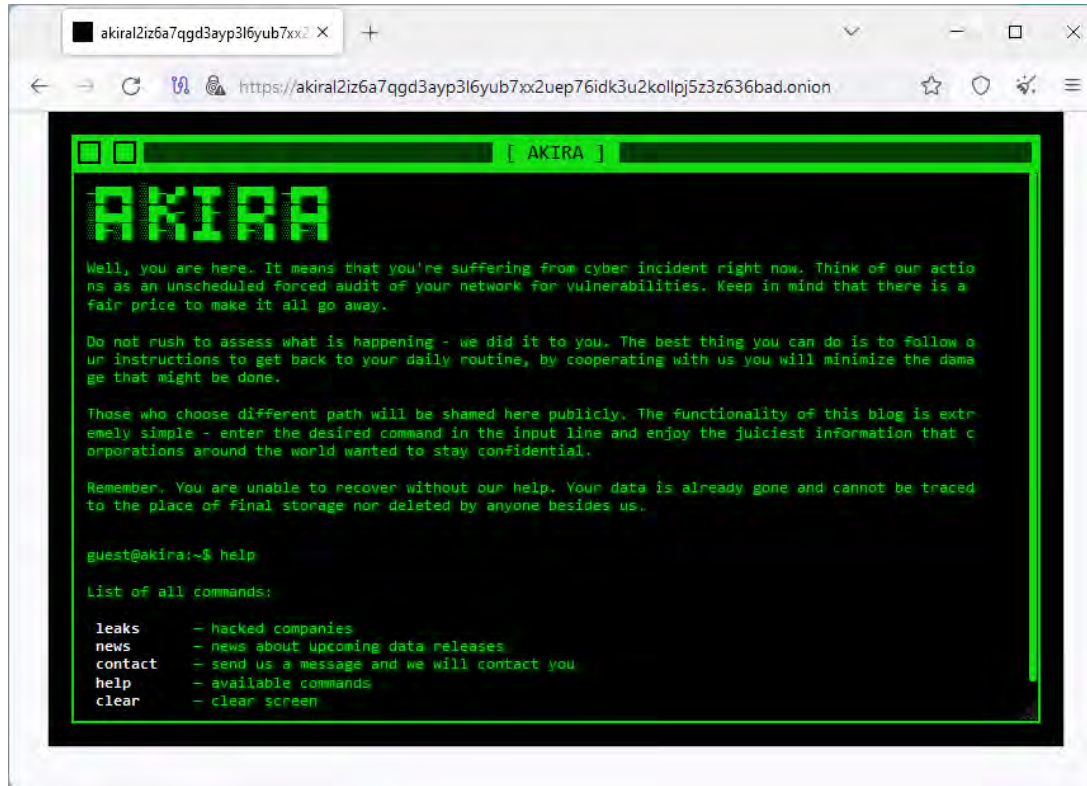 akiral2iz6a7qgd3ayp3l6yub7xx2
https://akiral2iz6a7qgd3ayp3l6yub7xx2uep76idk3u2kollpj5z3z636bad.onion
[ AKIRA ]
AKIRA
Well, you are here. It means that you're suffering from cyber incident right now. Think of our actio
ns as an unscheduled forced audit of your network for vulnerabilities. Keep in mind that there is a
fair price to make it all go away.
Do not rush to assess what is happening - we did it to you. The best thing you can do is to follow o
ur instructions to get back to your daily routine, by cooperating with us you will minimize the dama
ge that might be done.
Those who choose different path will be shamed here publicly. The functionality of this blog is extr
emely simple - enter the desired command in the input line and enjoy the juiciest information that c
orporations around the world wanted to stay confidential.
Remember. You are unable to recover without our help. Your data is already gone and cannot be traced
to the place of final storage nor deleted by anyone besides us.
guest@akira:~$ help
List of all commands:
leaks – hacked companies
news – news about upcoming data releases
contact – send us a message and we will contact you
help – available commands
clear – clear screen